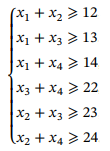 x₁ + x₂ ⩾ 12
x₁ + x₃ ⩾ 13
x₁ + x₄ ⩾ 14
x₃ + x₄ ⩾ 22
x₂ + x₃ ⩾ 23
x₂ + x₄ ⩾ 24